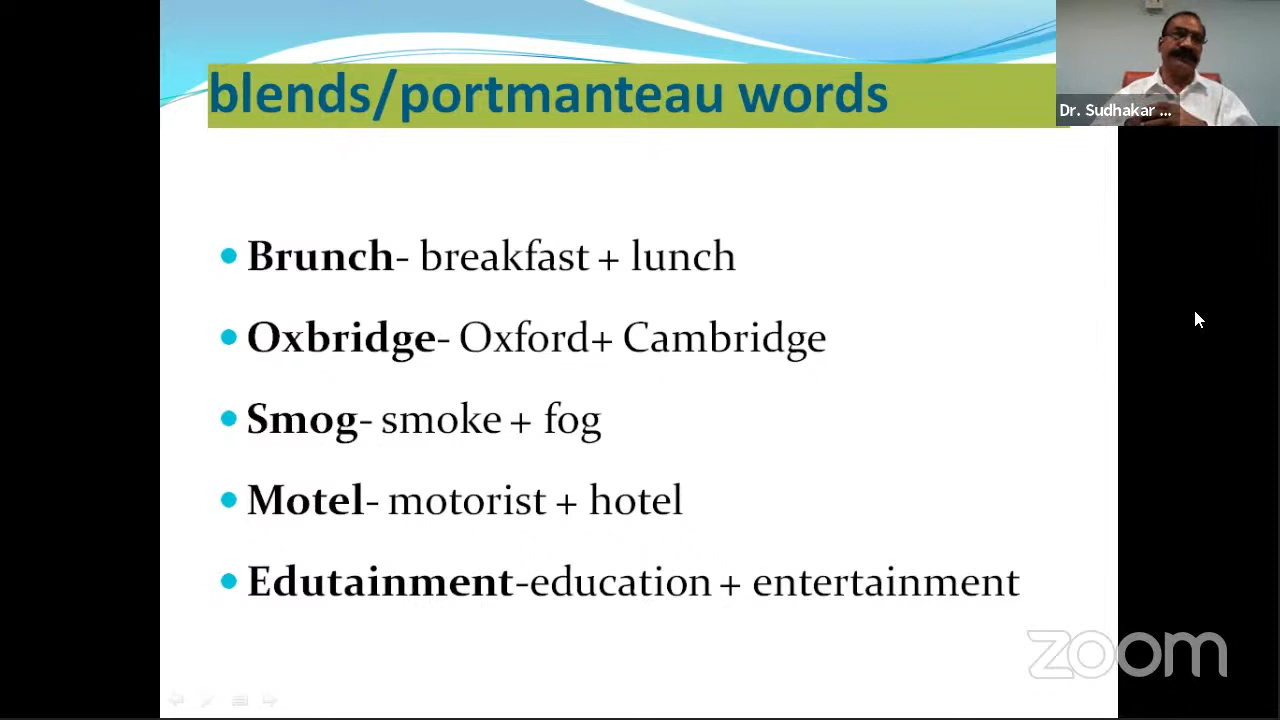 blends/portmanteau words
Dr. Sudhakar ...
Brunch- breakfast + lunch
Oxbridge- Oxford+ Cambridge
Smog- smoke + fog
Motel- motorist + hotel
Edutainment-education + entertainment
zoom